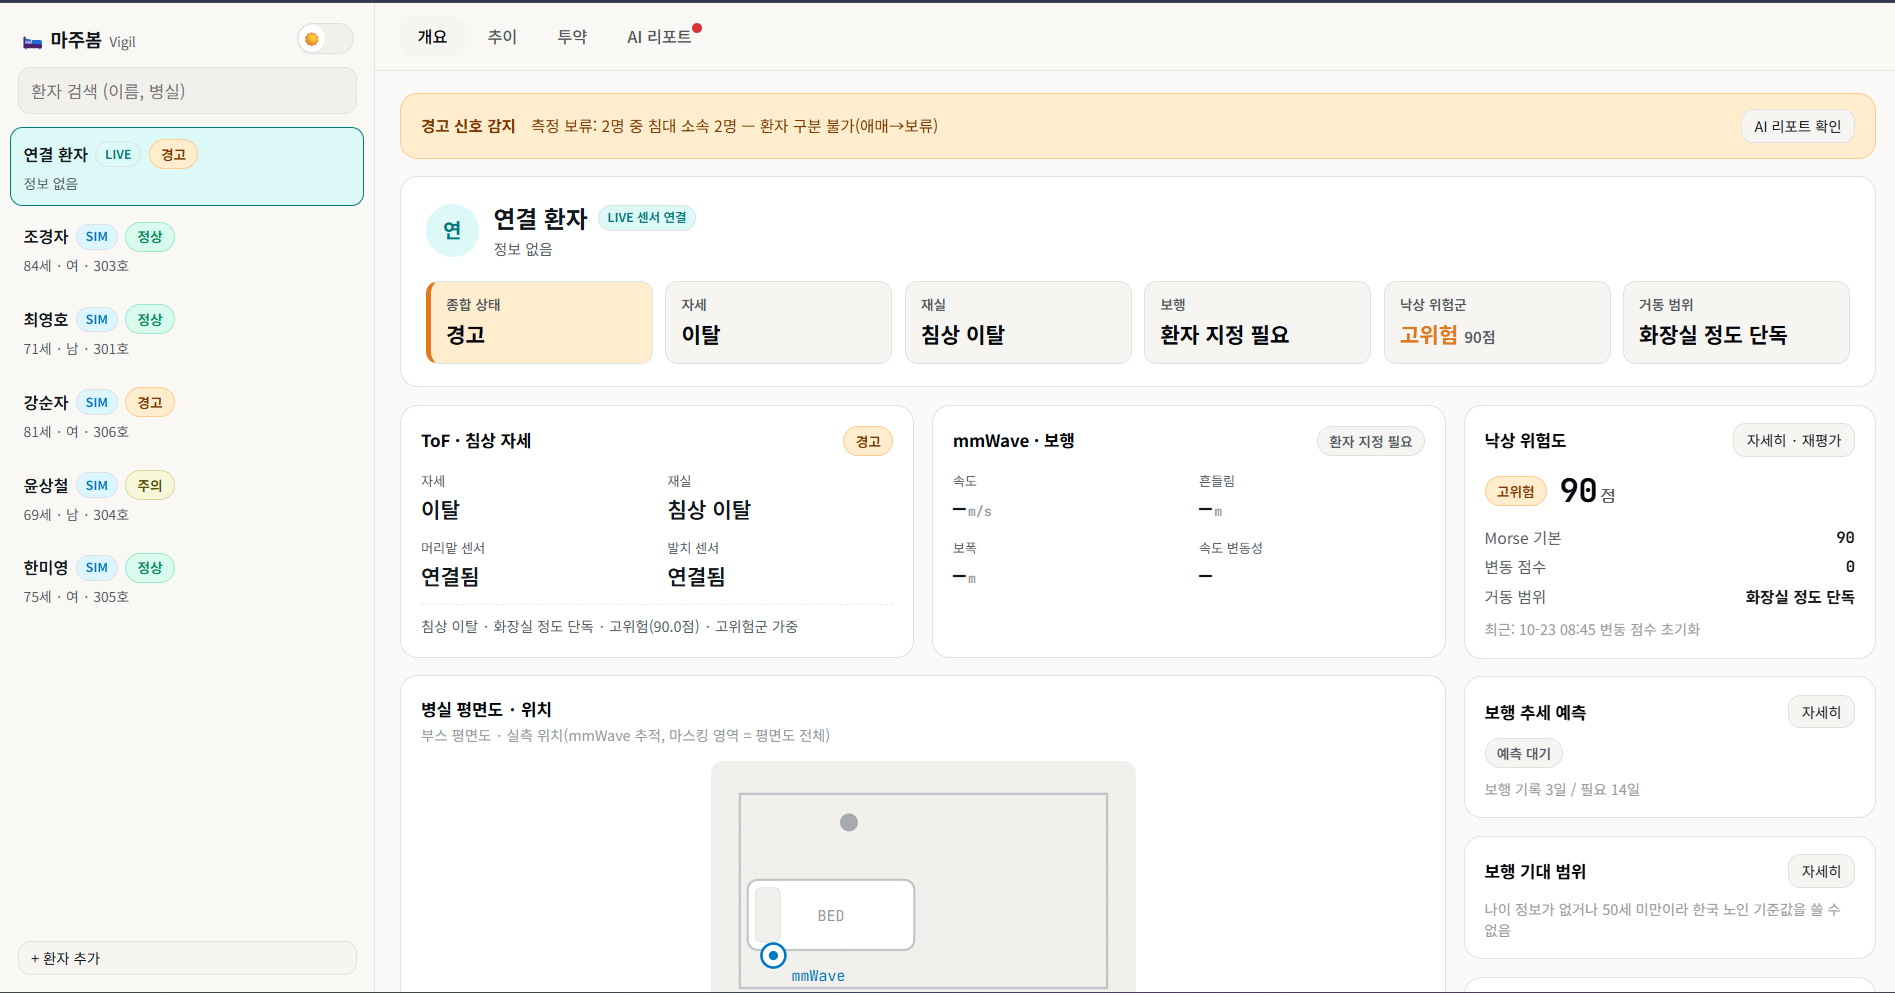 마주봄 Vigil
환자 검색 (이름, 병실)
연결 환자 LIVE 경고
정보 없음
조경자 SIM 정상
84세 · 여 · 303호
최영호 SIM 정상
71세 · 남 · 301호
강순자 SIM 경고
81세 · 여 · 306호
윤상철 SIM 주의
69세 · 남 · 304호
한미영 SIM 정상
75세 · 여 · 305호
+ 환자 추가
개요 추이 투약 AI 리포트
경고 신호 감지 측정 보류: 2명 중 침대 소속 2명 — 환자 구분 불가(애매→보류) AI 리포트 확인
연 연결 환자 LIVE 센서 연결
정보 없음
종합 상태
경고
자세
이탈
재실
침상 이탈
보행
환자 지정 필요
낙상 위험군
고위험 90점
거동 범위
화장실 정도 단독
ToF · 침상 자세 경고
자세 재실
이탈 침상 이탈
머리맡 센서 발치 센서
연결됨 연결됨
침상 이탈 · 화장실 정도 단독 · 고위험(90.0점) · 고위험군 가중
mmWave · 보행 환자 지정 필요
속도 흔들림
—m/s —m
보폭 속도 변동성
—m —
낙상 위험도 자세히 · 재평가
고위험 90점
Morse 기본 90
변동 점수 0
거동 범위 화장실 정도 단독
최근: 10-23 08:45 변동 점수 초기화
병실 평면도 · 위치
부스 평면도 · 실측 위치(mmWave 추적, 마스킹 영역 = 평면도 전체)
BED
mmWave
보행 추세 예측 자세히
예측 대기
보행 기록 3일 / 필요 14일
보행 기대 범위 자세히
나이 정보가 없거나 50세 미만이라 한국 노인 기준값을 쓸 수
없음